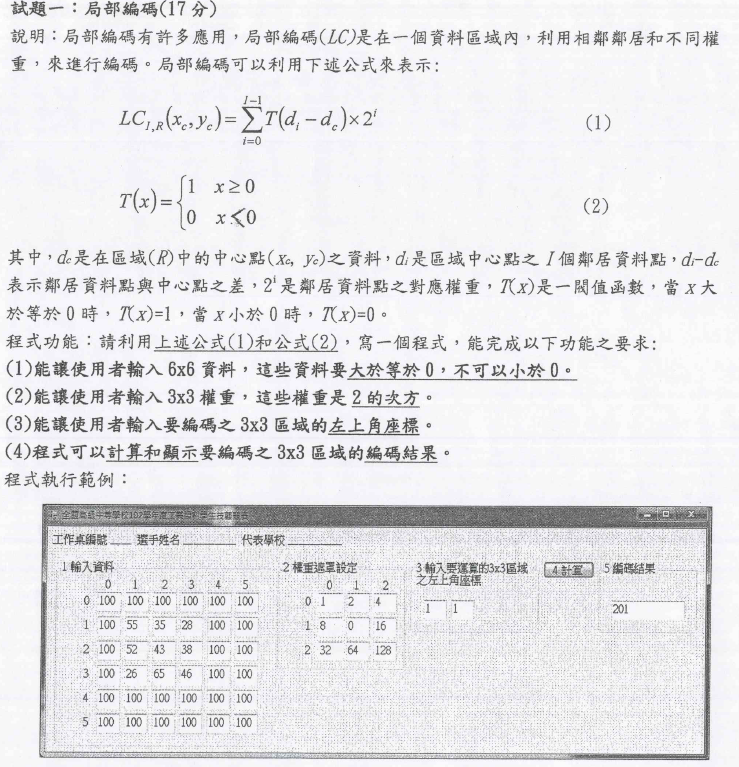 試題一：局部編碼(17 分)
說明：局部編碼有許多應用，局部編碼(LC)是在一個資料區域內，利用相鄰鄰居和不同權
重，來進行編碼。局部編碼可以利用下述公式來表示:
LC_{I,R}(x_c, y_c) = \sum_{i=0}^{I-1} T(d_i - d_c) × 2^i (1)
T(x) = { 1 x ≥ 0
0 x < 0 (2)
其中，dc是在區域(R)中的中心點(xc, yc)之資料，di是區域中心點之 I 個鄰居資料點，di-dc
表示鄰居資料點與中心點之差，2^i 是鄰居資料點之對應權重，T(x)是一閥值函數，當 x 大
於等於 0 時，T(x)=1，當 x 小於 0 時，T(x)=0。
程式功能：請利用上述公式(1)和公式(2)，寫一個程式，能完成以下功能之要求:
(1)能讓使用者輸入 6x6 資料，這些資料要大於等於 0，不可以小於 0。
(2)能讓使用者輸入 3x3 權重，這些權重是 2 的次方。
(3)能讓使用者輸入要編碼之 3x3 區域的左上角座標。
(4)程式可以計算和顯示要編碼之 3x3 區域的編碼結果。
程式執行範例：
工作桌編號 ___ 選手姓名 ______ 代表學校 ______
1 輸入資料
0 1 2 3 4 5
0 100 100 100 100 100 100
1 100 55 35 28 100 100
2 100 52 43 38 100 100
3 100 26 65 46 100 100
4 100 100 100 100 100 100
5 100 100 100 100 100 100
2 權重遮罩設定
0 1 2
0 1 2 4
1 8 0 16
2 32 64 128
3 輸入要運算的3x3區域
之左上角座標
1 1
4 計算
5 編碼結果
201